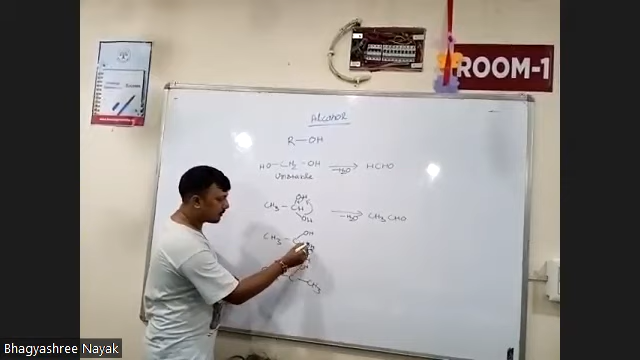 ROOM-1
Alcohol
R-OH
HO-CH2-OH -H2O→ HCHO
Unstable
OH
CH3-CH
OH
-H2O→ CH3CHO
OH
CH3-C
CH3
Bhagyashree Nayak